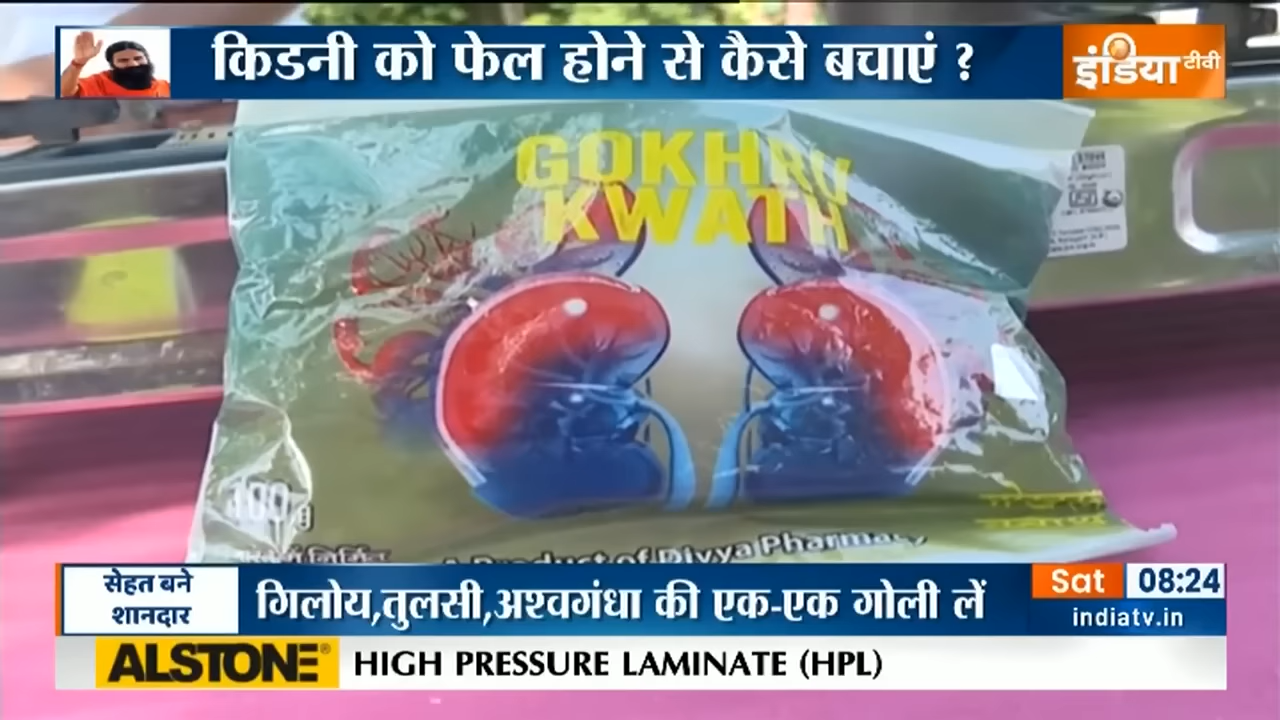 किडनी को फेल होने से कैसे बचाएं ?
इंडिया टीवी
GOKHRU
KWATH
100g
A Product of Divya Pharmacy
सेहत बने
शानदार
गिलोय,तुलसी,अश्वगंधा की एक-एक गोली लें
Sat 08:24
indiatv.in
ALSTONE®
HIGH PRESSURE LAMINATE (HPL)